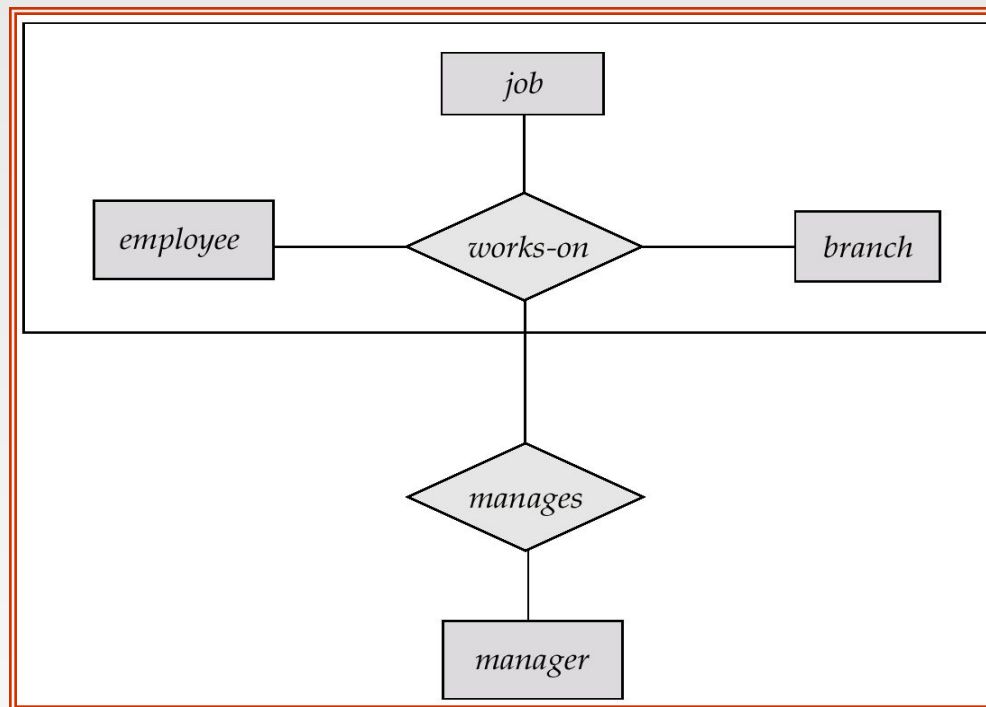 job
employee
works-on
branch
manages
manager